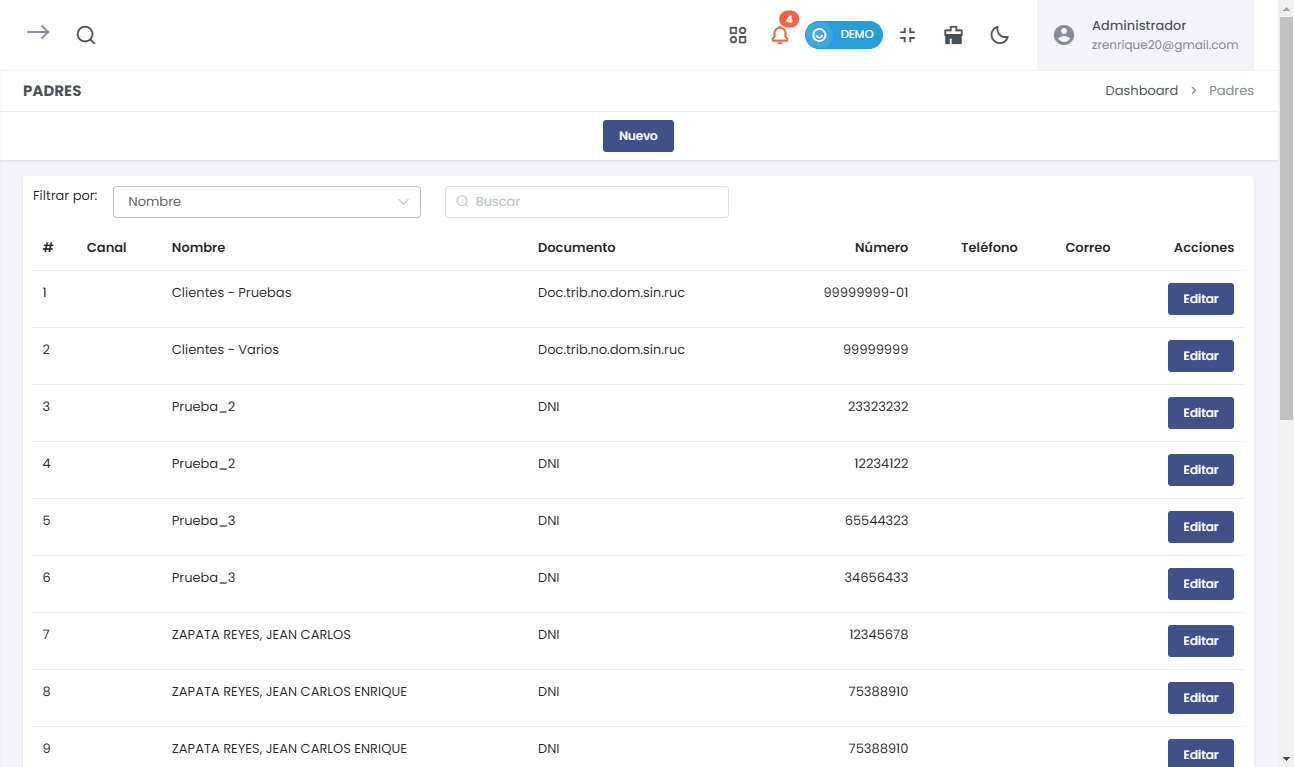 4
DEMO
Administrador
zrenrique20@gmail.com
PADRES
Dashboard > Padres
Nuevo
Filtrar por: Nombre Buscar
# Canal Nombre Documento Número Teléfono Correo Acciones
1 Clientes - Pruebas Doc.trib.no.dom.sin.ruc 99999999-01 Editar
2 Clientes - Varios Doc.trib.no.dom.sin.ruc 99999999 Editar
3 Prueba_2 DNI 23323232 Editar
4 Prueba_2 DNI 12234122 Editar
5 Prueba_3 DNI 65544323 Editar
6 Prueba_3 DNI 34656433 Editar
7 ZAPATA REYES, JEAN CARLOS DNI 12345678 Editar
8 ZAPATA REYES, JEAN CARLOS ENRIQUE DNI 75388910 Editar
9 ZAPATA REYES, JEAN CARLOS ENRIQUE DNI 75388910 Editar